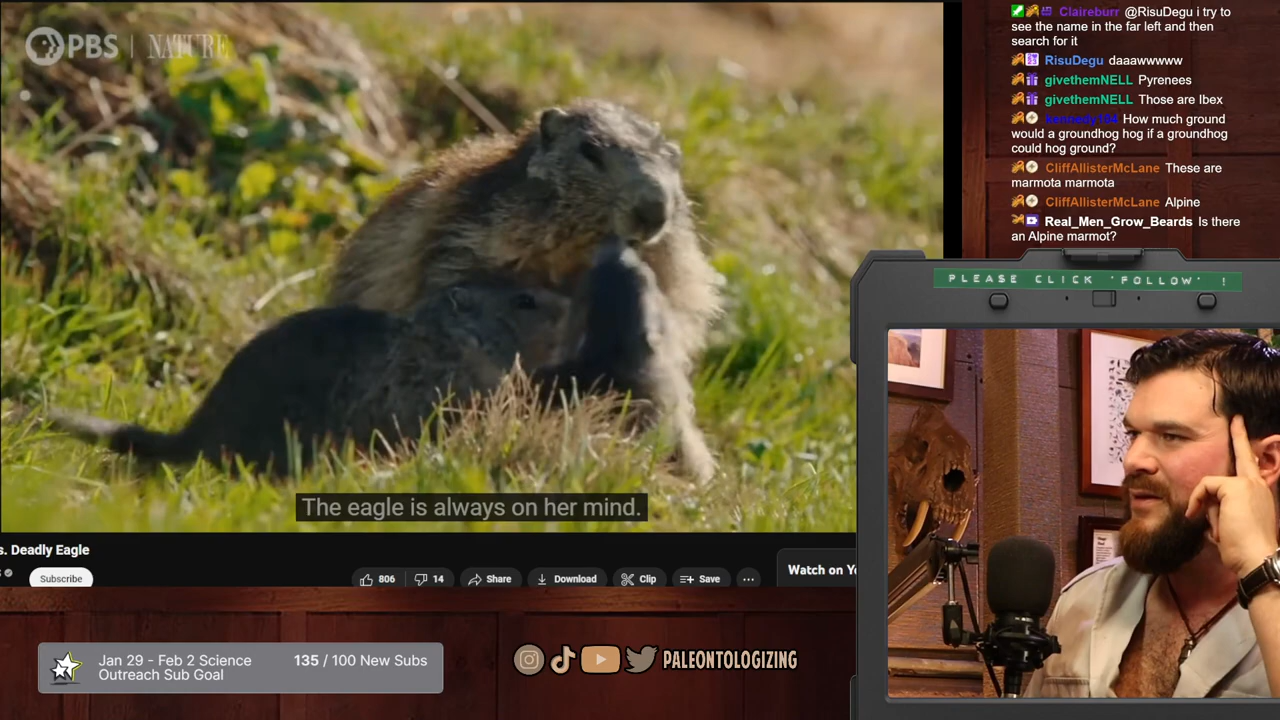 PBS | NATURE
The eagle is always on her mind.
s. Deadly Eagle
Subscribe
806
14
Share
Download
Clip
Save
Watch on Yo
Jan 29 - Feb 2 Science
Outreach Sub Goal
135 / 100 New Subs
PALEONTOLOGIZING
Claireburr @RisuDegu i try to
see the name in the far left and then
search for it
RisuDegu daaawwwww
givethemNELL Pyrenees
givethemNELL Those are Ibex
kennedy184 How much ground
would a groundhog hog if a groundhog
could hog ground?
CliffAllisterMcLane These are
marmota marmota
CliffAllisterMcLane Alpine
Real_Men_Grow_Beards Is there
an Alpine marmot?
PLEASE CLICK "FOLLOW" !